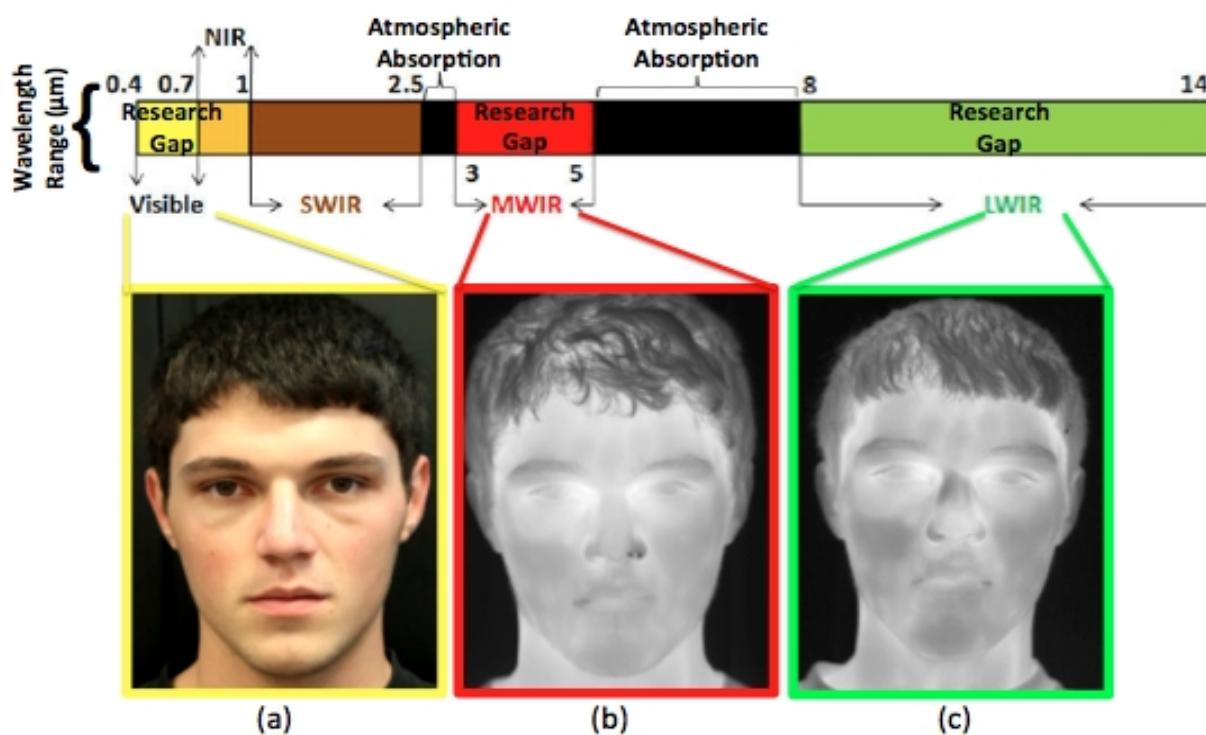 NIR
Atmospheric
Absorption
Atmospheric
Absorption
Wavelength
Range (μm)
0.4 0.7 1 2.5 8 14
Research
Gap
Research
Gap
Research
Gap
3 5
Visible SWIR MWIR LWIR
(a) (b) (c)